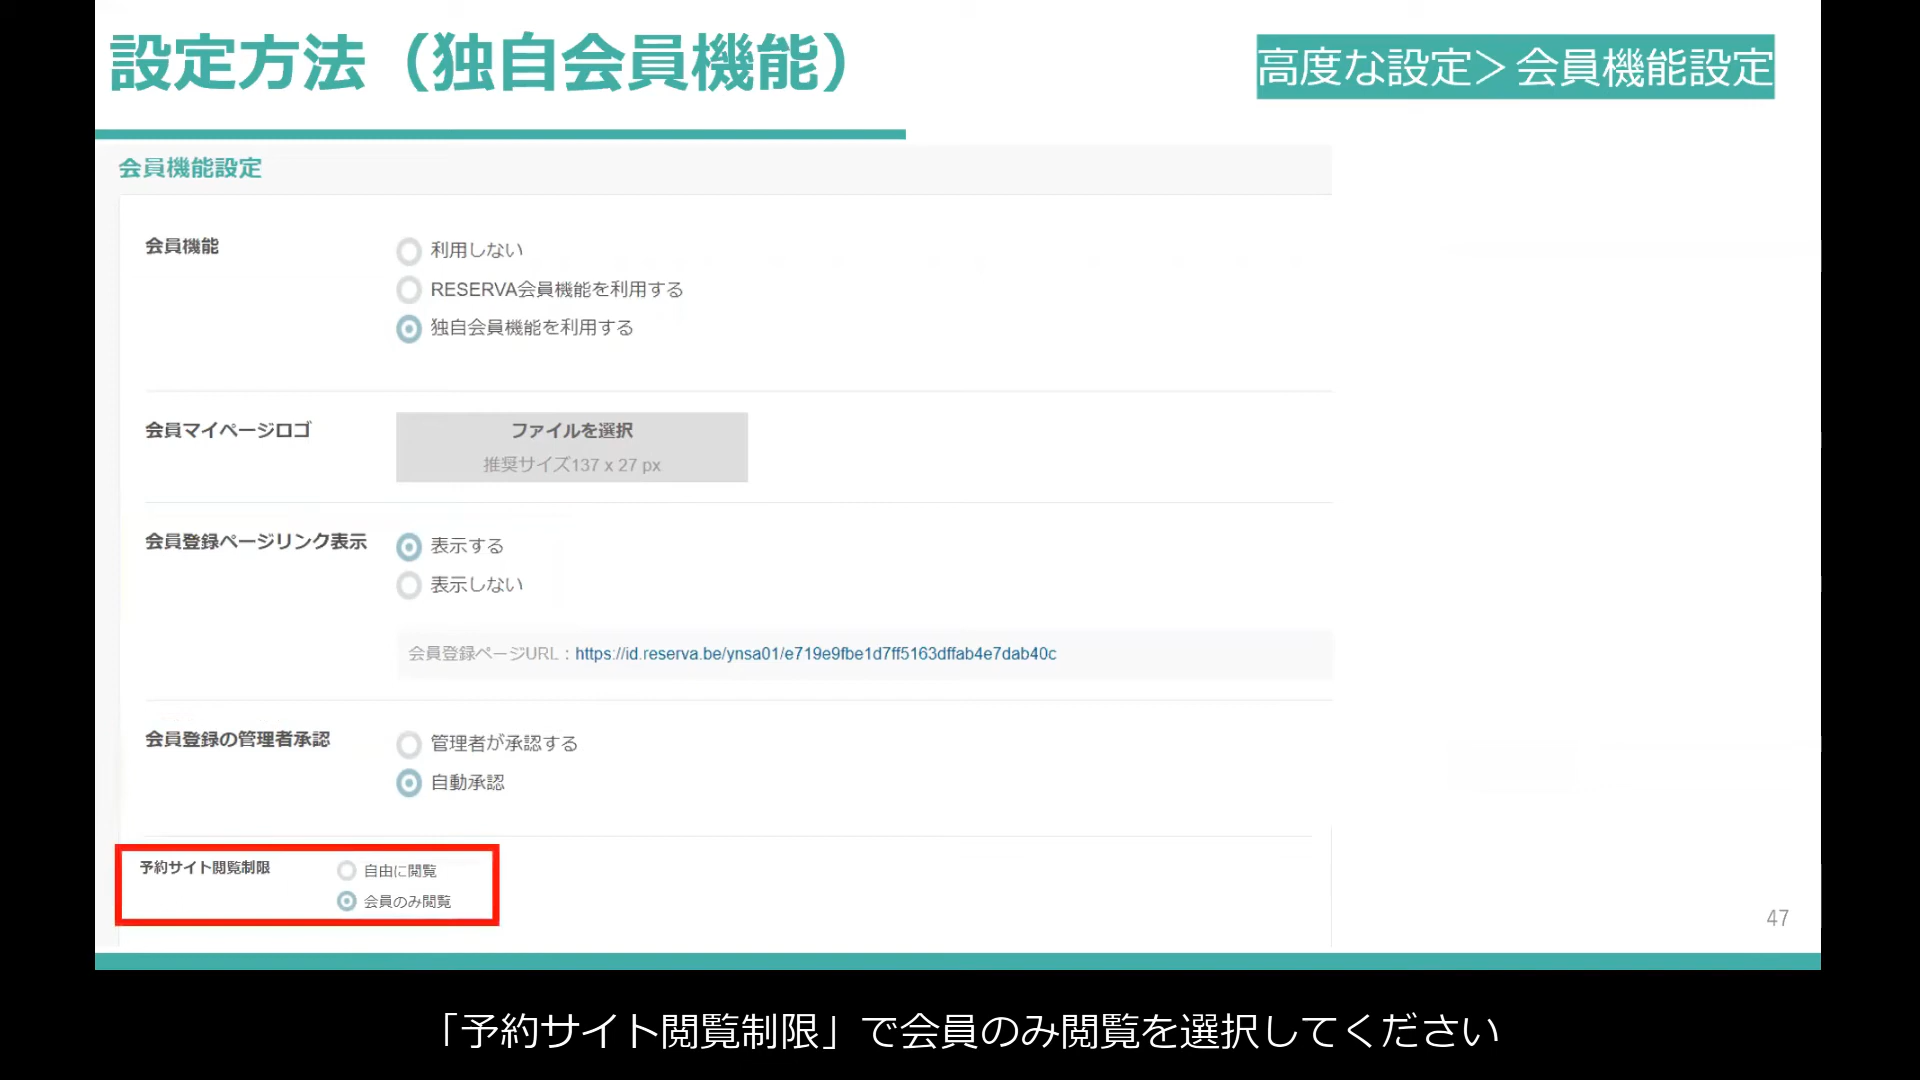 設定方法（独自会員機能）
高度な設定＞会員機能設定
会員機能設定
会員機能
利用しない
RESERVA会員機能を利用する
独自会員機能を利用する
会員マイページロゴ
ファイルを選択
推奨サイズ137 x 27 px
会員登録ページリンク表示
表示する
表示しない
会員登録ページURL：https://id.reserva.be/ynsa01/e719e9fbe1d7ff5163dffab4e7dab40c
会員登録の管理者承認
管理者が承認する
自動承認
予約サイト閲覧制限
自由に閲覧
会員のみ閲覧
47
「予約サイト閲覧制限」で会員のみ閲覧を選択してください